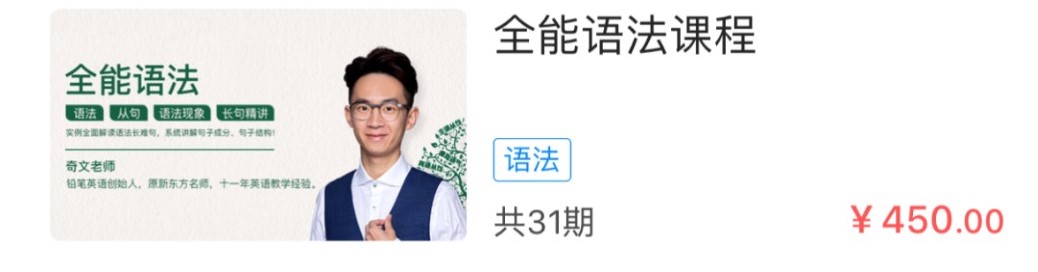 全能语法
语法 从句 语法现象 长句精讲
实例全面解读语法长难句，系统讲解句子成分、句子结构！
奇文老师
铅笔英语创始人，原新东方名师，十一年英语教学经验。
全能语法课程
语法
共31期
￥450.00